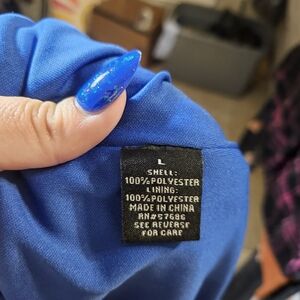 L
SHELL:
100%POLYESTER
LINING:
100%POLYESTER
MADE IN CHINA
RN#57686
SEE REVERSE
FOR CARE